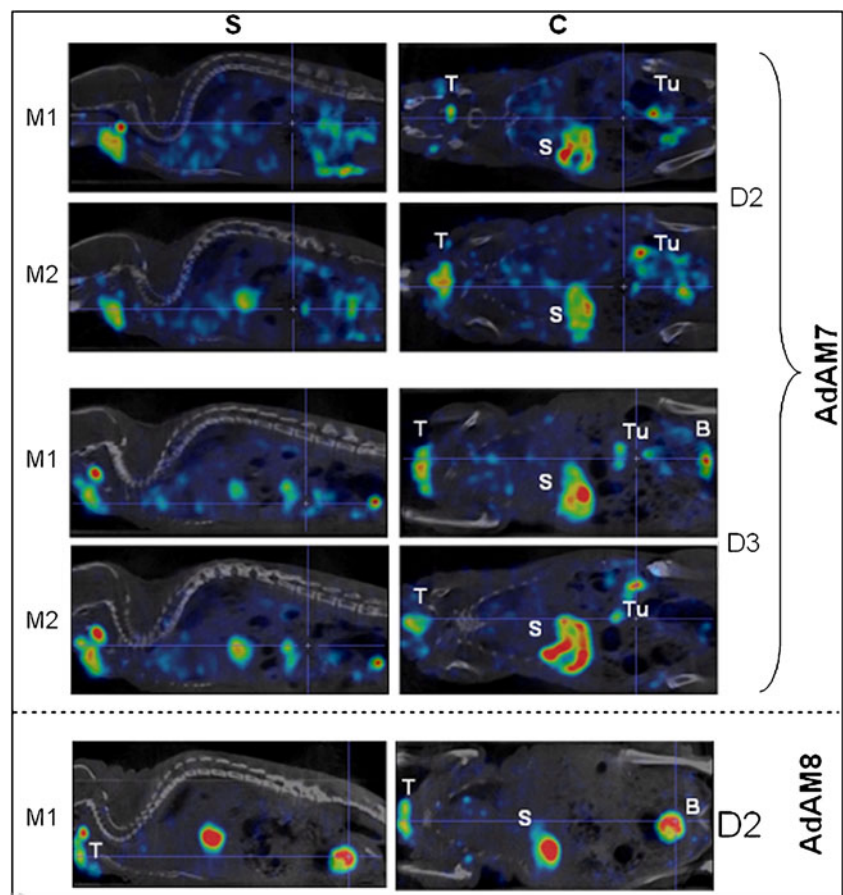 S C
M1 T Tu S
D2
M2 T Tu S
AdAM7
M1 T Tu B S
D3
M2 T Tu S
M1 T T S B D2 AdAM8